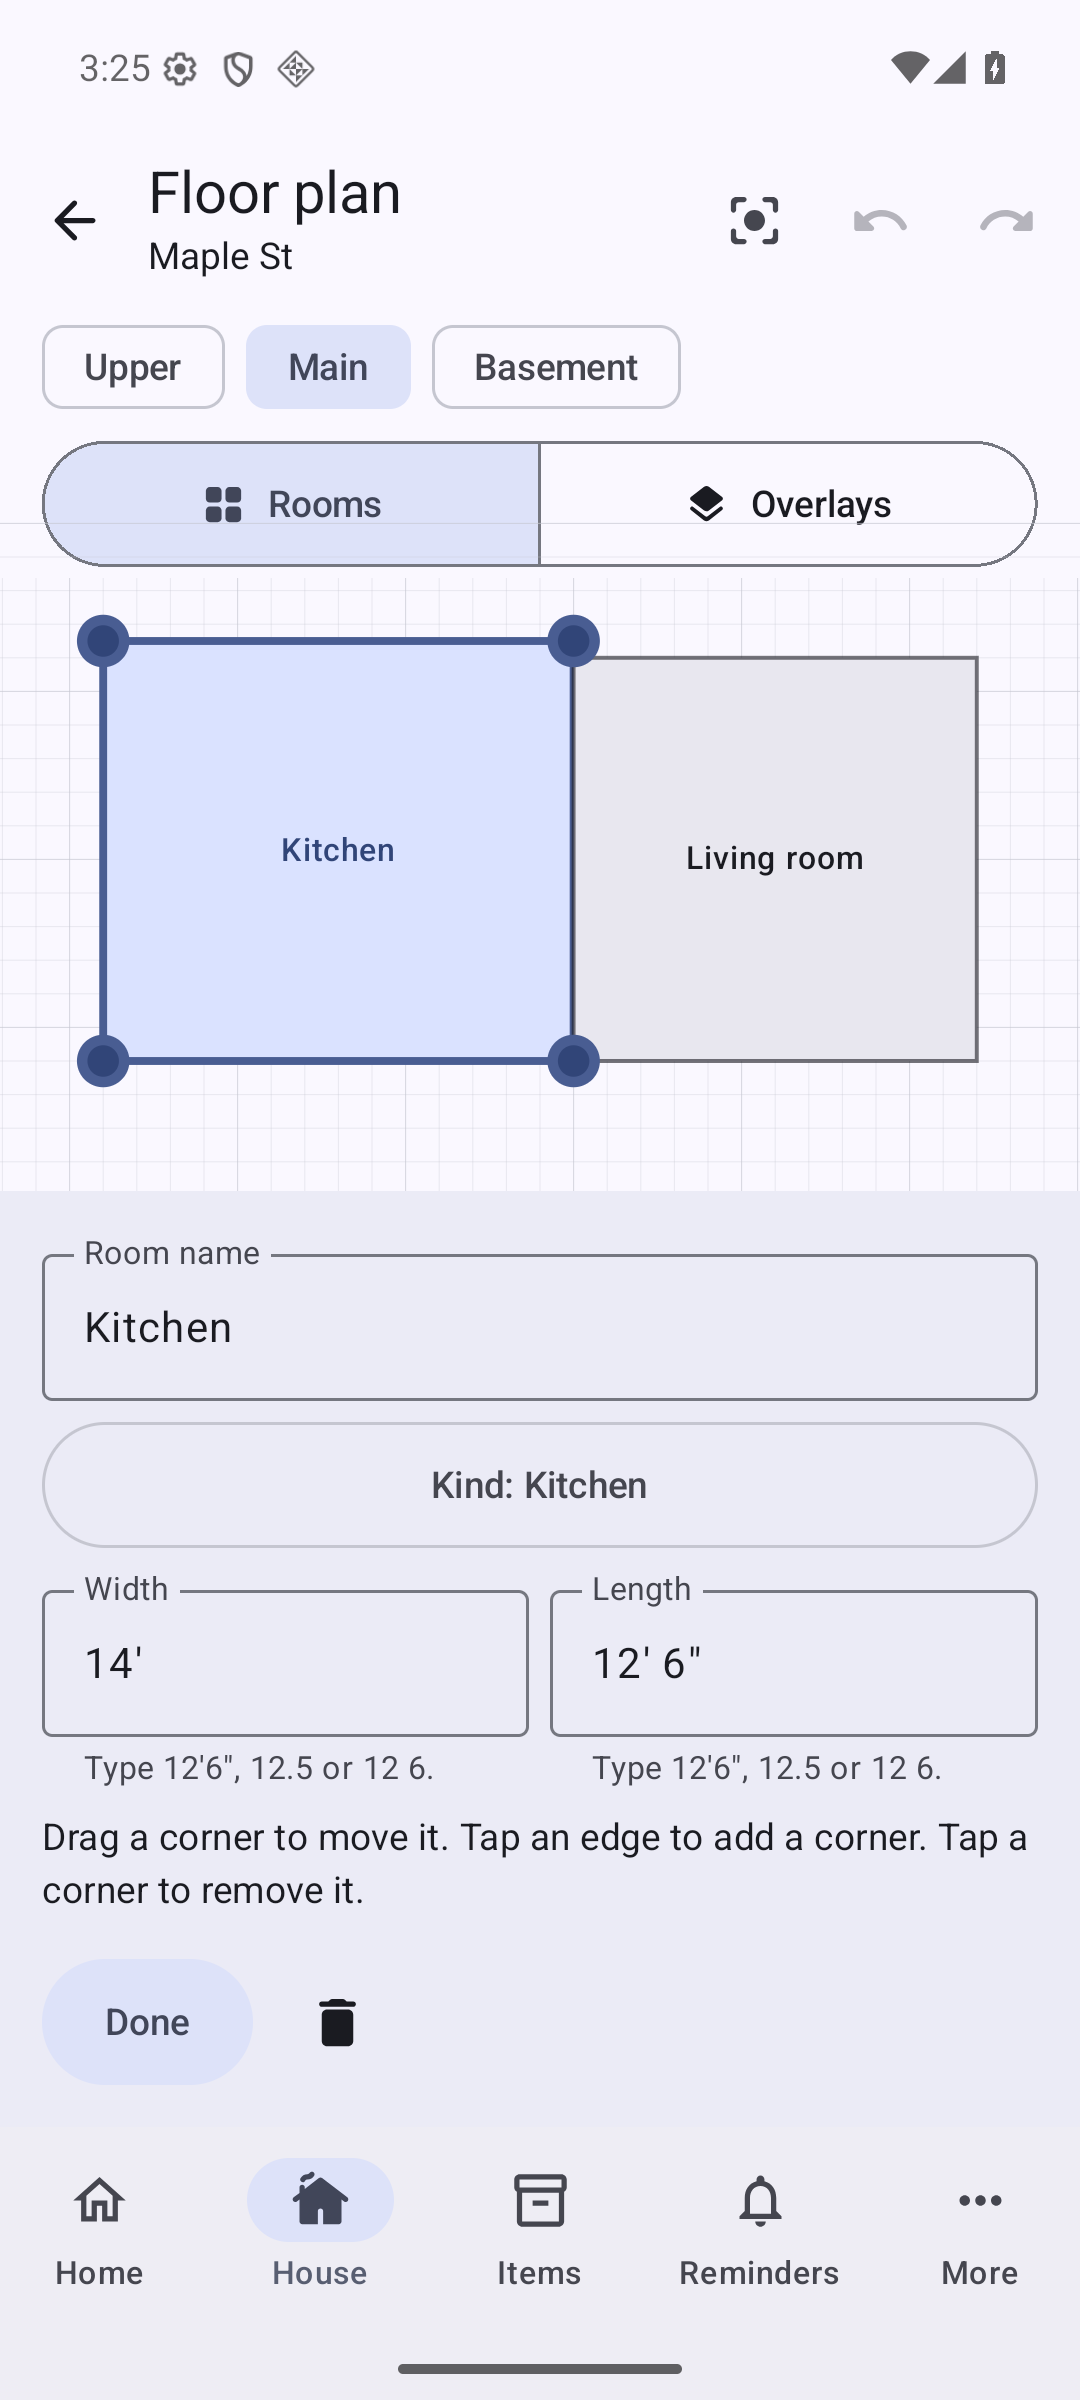 3:25
Floor plan
Maple St
Upper
Main
Basement
Rooms
Overlays
Kitchen
Living room
Room name
Kitchen
Kind: Kitchen
Width
Length
14'
12' 6"
Type 12'6", 12.5 or 12 6.
Type 12'6", 12.5 or 12 6.
Drag a corner to move it. Tap an edge to add a corner. Tap a
corner to remove it.
Done
Home
House
Items
Reminders
More